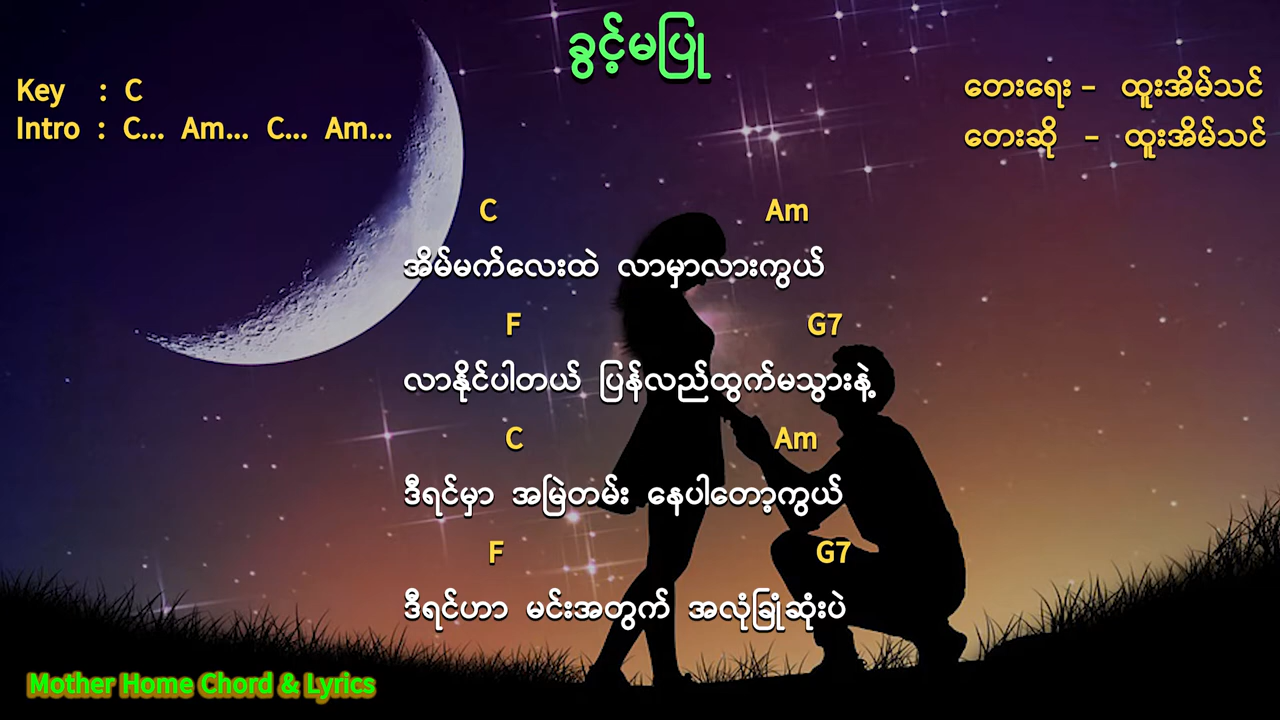 ခွင့်မပြု
Key : C
Intro : C... Am... C... Am...
တေးရေး – ထူးအိမ်သင်
တေးဆို – ထူးအိမ်သင်
C Am
အိမ်မက်လေးထဲ လာမှာလားကွယ်
F G7
လာနိုင်ပါတယ် ပြန်လည်ထွက်မသွားနဲ့
C Am
ဒီရင်မှာ အမြဲတမ်း နေပါတော့ကွယ်
F G7
ဒီရင်ဟာ မင်းအတွက် အလုံခြုံဆုံးပဲ
Mother Home Chord & Lyrics